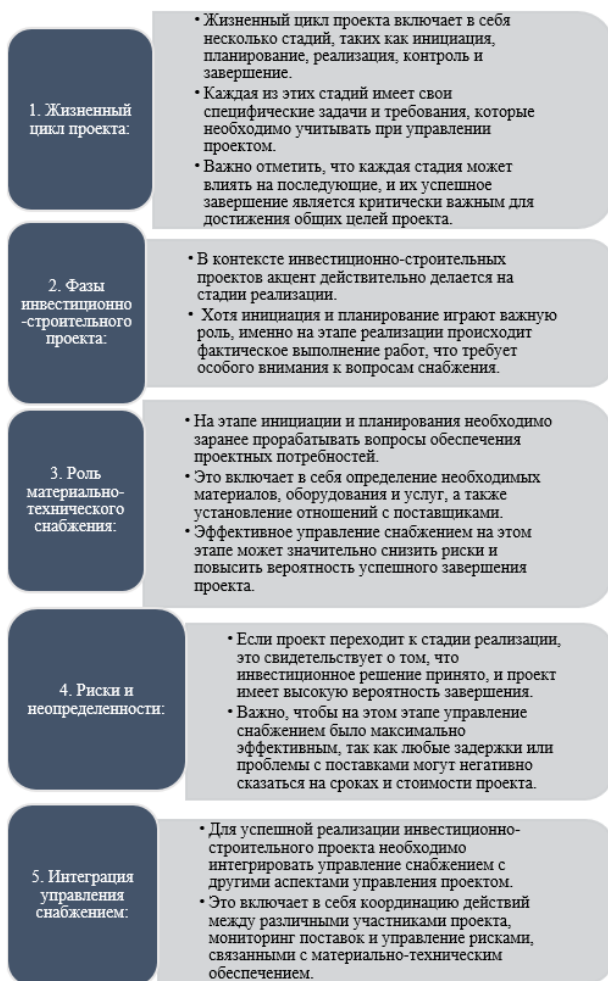 1. Жизненный
цикл проекта:
• Жизненный цикл проекта включает в себя
несколько стадий, таких как инициация,
планирование, реализация, контроль и
завершение.
• Каждая из этих стадий имеет свои
специфические задачи и требования, которые
необходимо учитывать при управлении
проектом.
• Важно отметить, что каждая стадия может
влиять на последующие, и их успешное
завершение является критически важным для
достижения общих целей проекта.
2. Фазы
инвестиционно
-строительного
проекта:
• В контексте инвестиционно-строительных
проектов акцент действительно делается на
стадии реализации.
• Хотя инициация и планирование играют важную
роль, именно на этапе реализации происходит
фактическое выполнение работ, что требует
особого внимания к вопросам снабжения.
3. Роль
материально-
технического
снабжения:
• На этапе инициации и планирования необходимо
заранее прорабатывать вопросы обеспечения
проектных потребностей.
• Это включает в себя определение необходимых
материалов, оборудования и услуг, а также
установление отношений с поставщиками.
• Эффективное управление снабжением на этом
этапе может значительно снизить риски и
повысить вероятность успешного завершения
проекта.
4. Риски и
неопределенности:
• Если проект переходит к стадии реализации,
это свидетельствует о том, что
инвестиционное решение принято, и проект
имеет высокую вероятность завершения.
• Важно, чтобы на этом этапе управление
снабжением было максимально
эффективным, так как любые задержки или
проблемы с поставками могут негативно
сказаться на сроках и стоимости проекта.
5. Интеграция
управления
снабжением:
• Для успешной реализации инвестиционно-
строительного проекта необходимо
интегрировать управление снабжением с
другими аспектами управления проектом.
• Это включает в себя координацию действий
между различными участниками проекта,
мониторинг поставок и управление рисками,
связанными с материально-техническим
обеспечением.